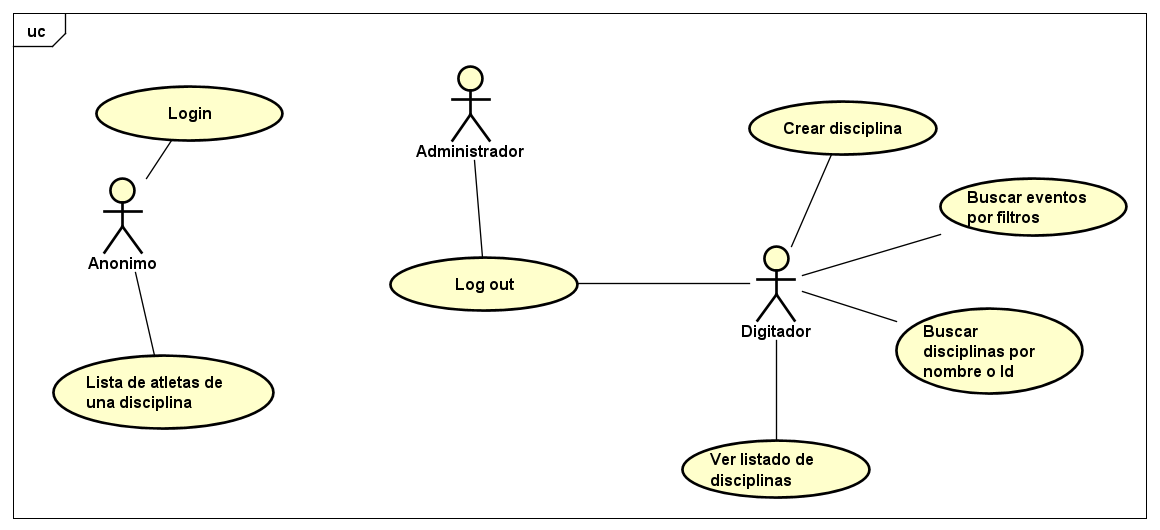 uc
Login
Administrador
Crear disciplina
Buscar eventos
por filtros
Anonimo
Log out
Digitador
Buscar
disciplinas por
nombre o Id
Lista de atletas de
una disciplina
Ver listado de
disciplinas